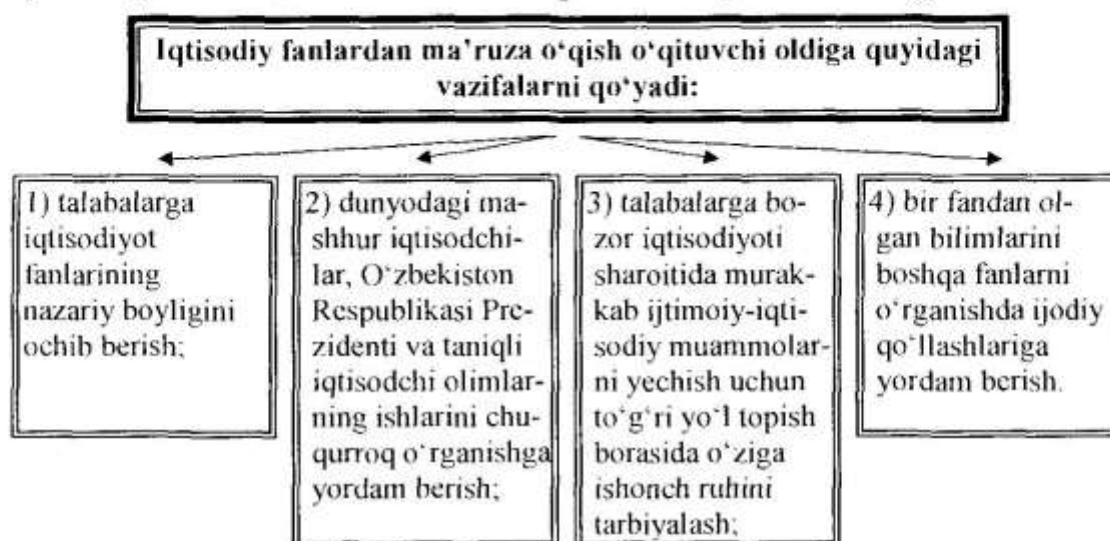 Iqtisodiy fanlardan ma’ruza o‘qish o‘qituvchi oldiga quyidagi
vazifalarni qo‘yadi:
1) talabalarga
iqtisodiyot
fanlarining
nazariy boyligini
ochib berish;
2) dunyodagi ma-
shhur iqtisodchi-
lar, O‘zbekiston
Respublikasi Pre-
zidenti va taniqli
iqtisodchi olimlar-
ning ishlarini chu-
qurroq o‘rganishga
yordam berish;
3) talabalarga bo-
zor iqtisodiyoti
sharoitida murak-
kab ijtimoiy-iqti-
sodiy muammolar-
ni yechish uchun
to‘g‘ri yo‘l topish
borasida o‘ziga
ishonch ruhini
tarbiyalash;
4) bir fandan ol-
gan bilimlarini
boshqa fanlarni
o‘rganishda ijodiy
qo‘llashlariga
yordam berish.